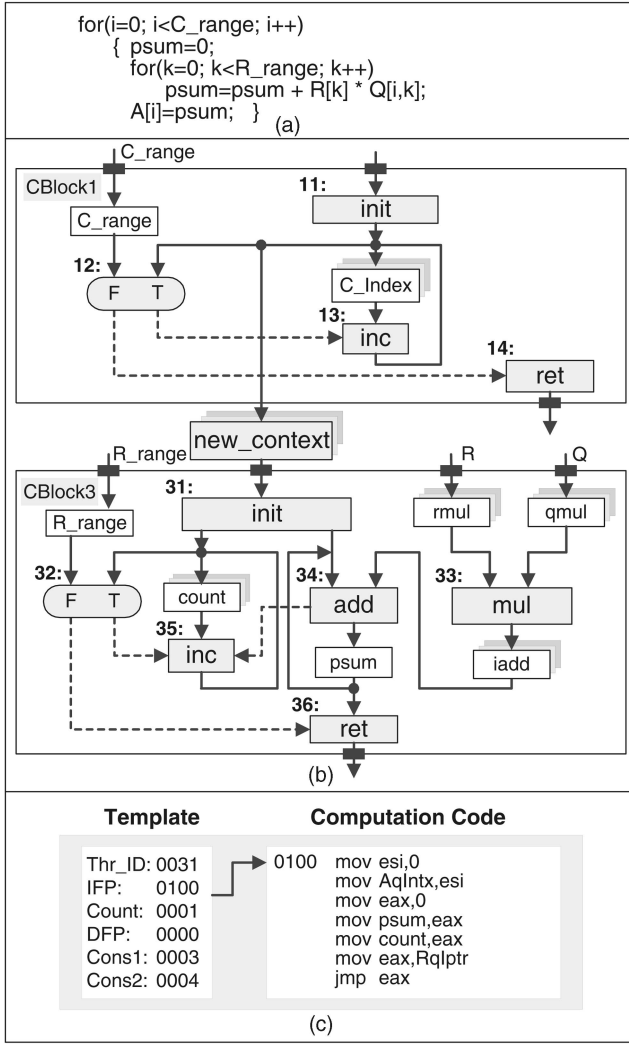 for(i=0; i<C_range; i++)
{ psum=0;
for(k=0; k<R_range; k++)
psum=psum + R[k] * Q[i,k];
A[i]=psum; }
(a)
C_range
CBlock1
11:
init
C_range
12:
F T
C_Index
13:
inc
14:
ret
new_context
R_range
R
Q
CBlock3
31:
init
R_range
rmul
qmul
32:
F T
count
34:
add
33:
mul
35:
inc
psum
iadd
36:
ret
(b)
Template
Computation Code
Thr_ID: 0031
IFP: 0100
Count: 0001
DFP: 0000
Cons1: 0003
Cons2: 0004
0100 mov esi,0
mov AqIntx,esi
mov eax,0
mov psum,eax
mov count,eax
mov eax,RqIptr
jmp eax
(c)